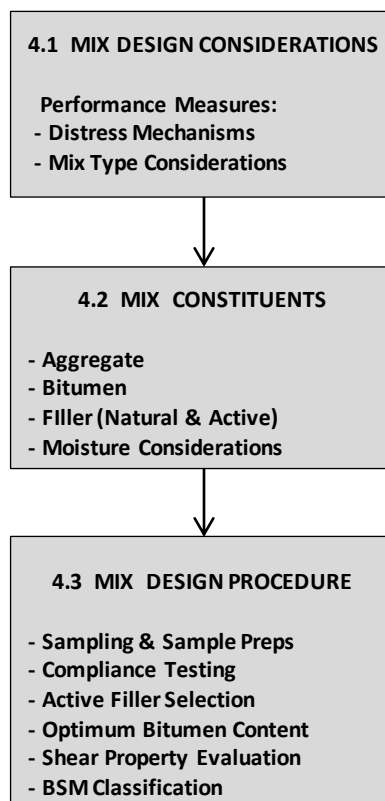 4.1 MIX DESIGN CONSIDERATIONS
Performance Measures:
- Distress Mechanisms
- Mix Type Considerations
4.2 MIX CONSTITUENTS
- Aggregate
- Bitumen
- FIller (Natural & Active)
- Moisture Considerations
4.3 MIX DESIGN PROCEDURE
- Sampling & Sample Preps
- Compliance Testing
- Active Filler Selection
- Optimum Bitumen Content
- Shear Property Evaluation
- BSM Classification